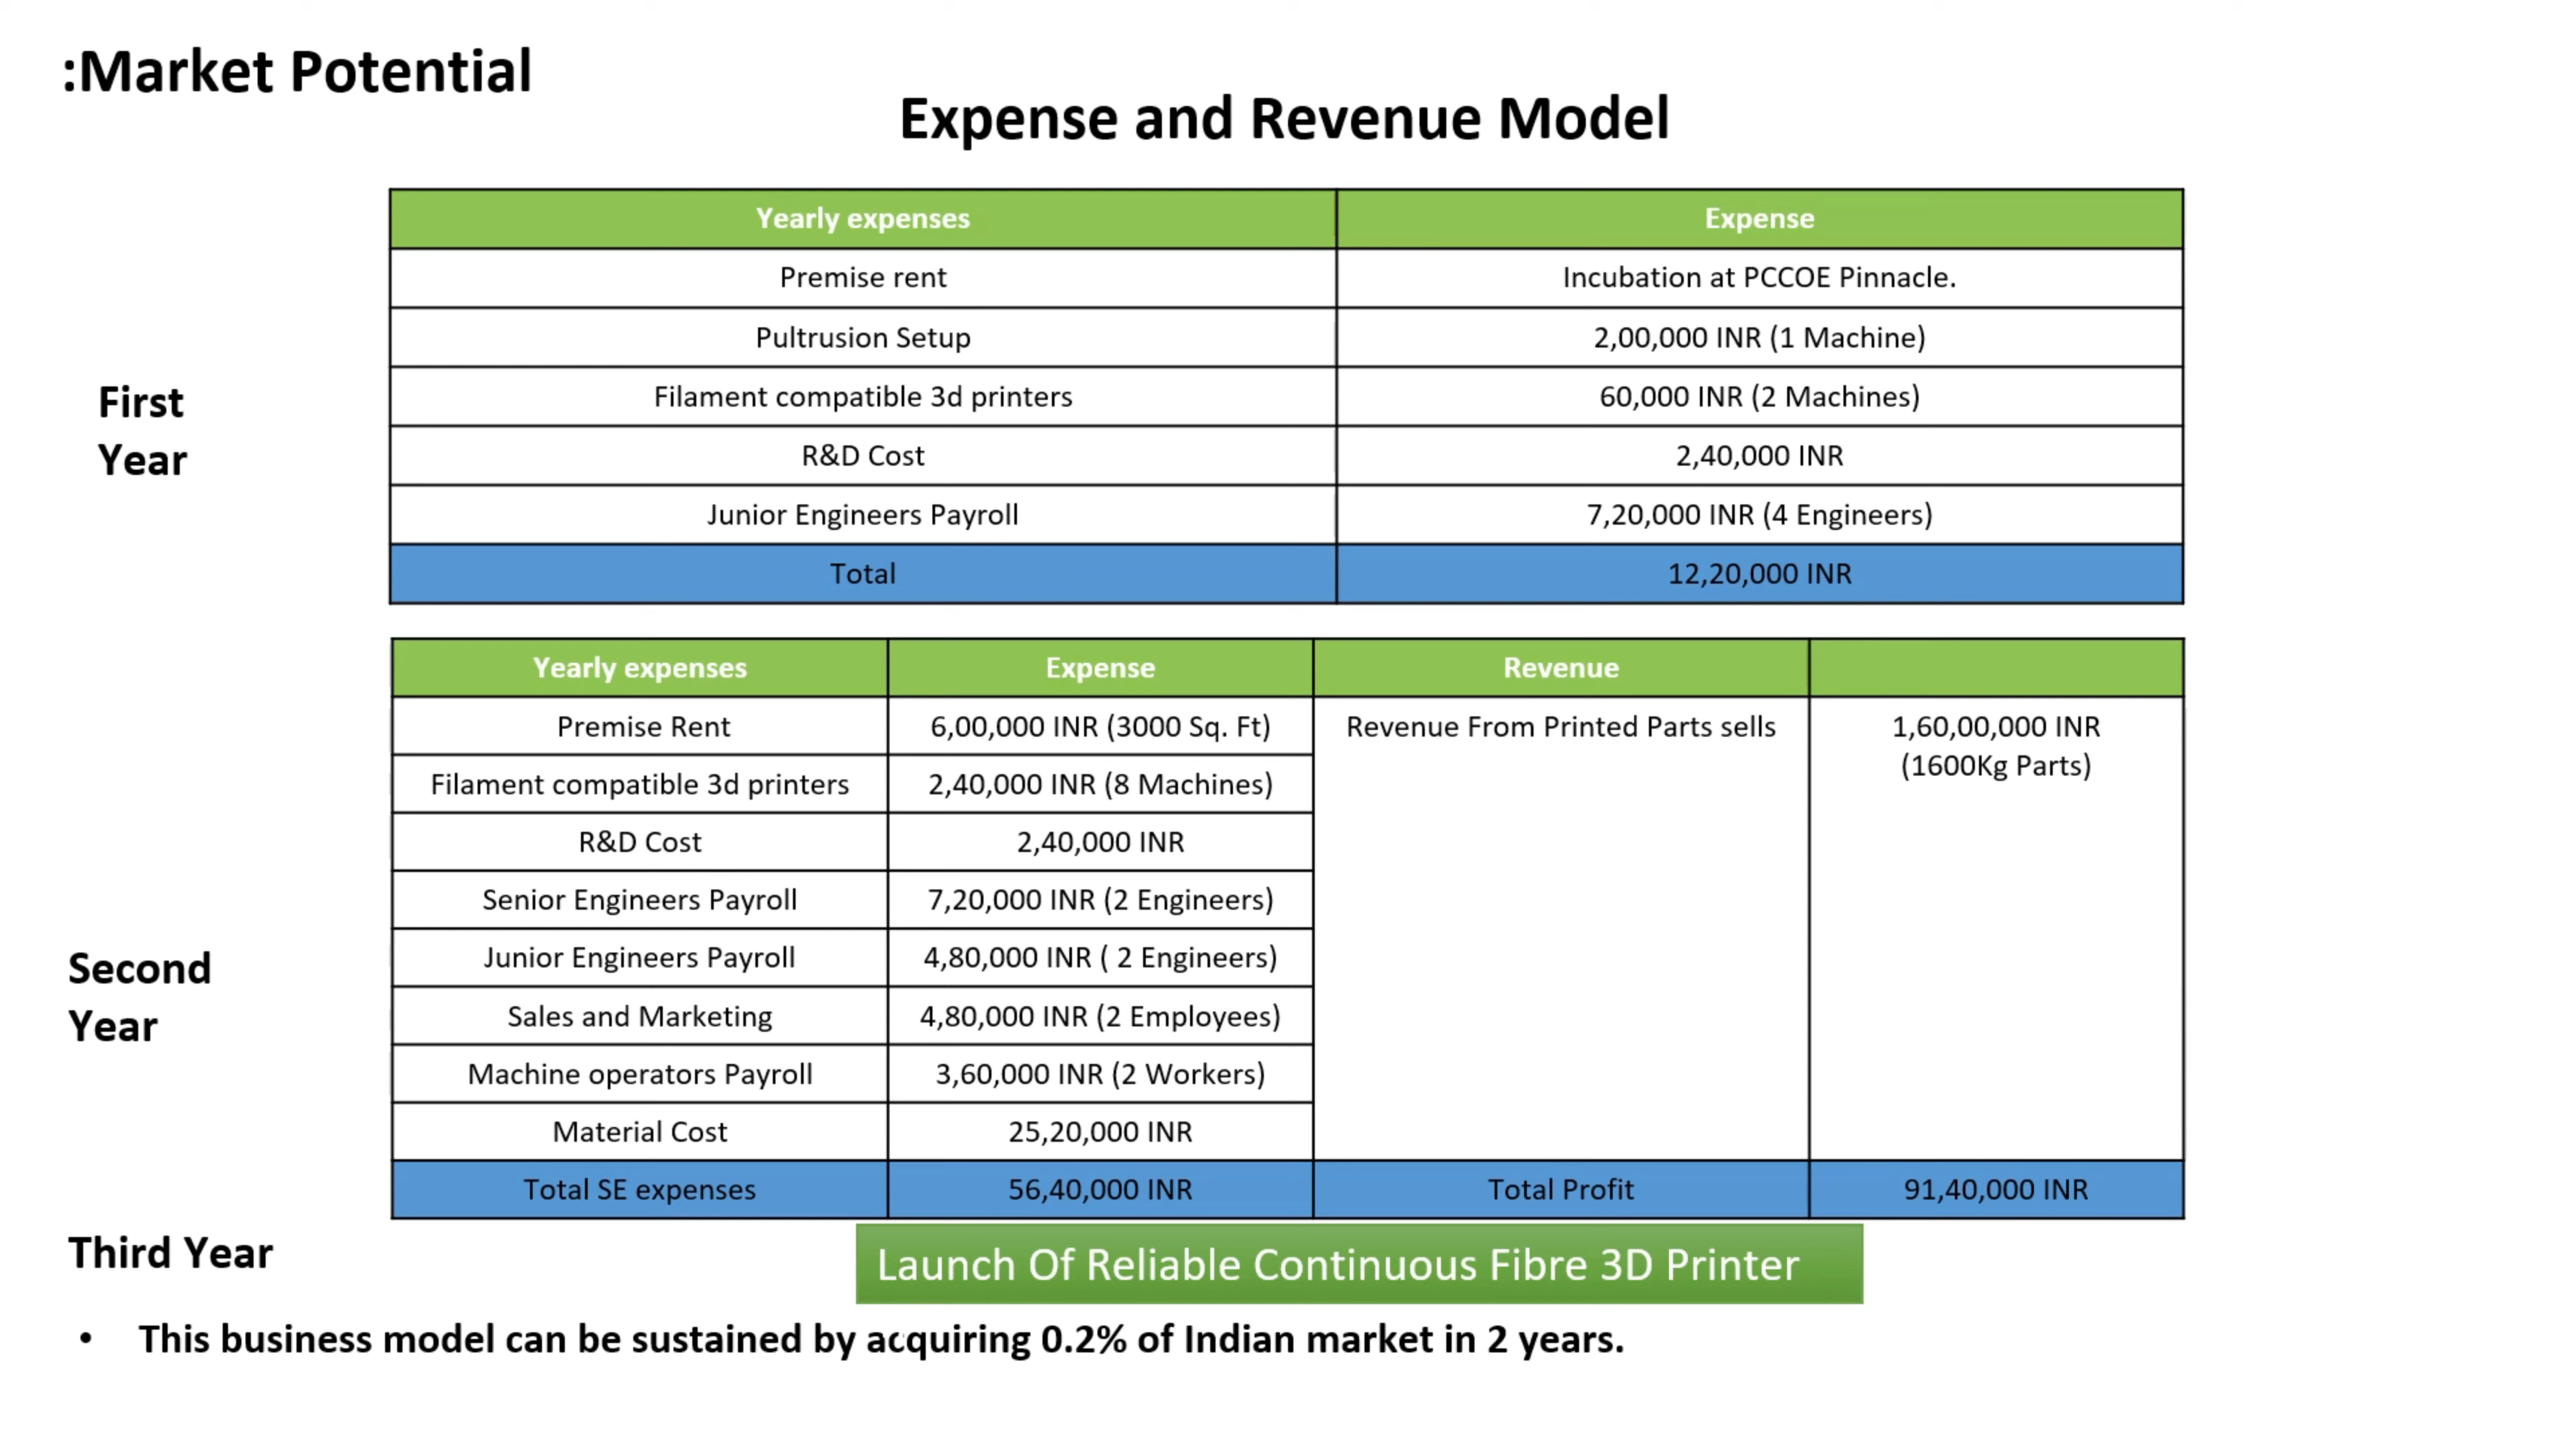 :Market Potential
Expense and Revenue Model
First
Year
Yearly expenses Expense
Premise rent Incubation at PCCOE Pinnacle.
Pultrusion Setup 2,00,000 INR (1 Machine)
Filament compatible 3d printers 60,000 INR (2 Machines)
R&D Cost 2,40,000 INR
Junior Engineers Payroll 7,20,000 INR (4 Engineers)
Total 12,20,000 INR
Second
Year
Yearly expenses Expense Revenue
Premise Rent 6,00,000 INR (3000 Sq. Ft) Revenue From Printed Parts sells 1,60,00,000 INR
(1600Kg Parts)
Filament compatible 3d printers 2,40,000 INR (8 Machines)
R&D Cost 2,40,000 INR
Senior Engineers Payroll 7,20,000 INR (2 Engineers)
Junior Engineers Payroll 4,80,000 INR ( 2 Engineers)
Sales and Marketing 4,80,000 INR (2 Employees)
Machine operators Payroll 3,60,000 INR (2 Workers)
Material Cost 25,20,000 INR
Total SE expenses 56,40,000 INR Total Profit 91,40,000 INR
Third Year
Launch Of Reliable Continuous Fibre 3D Printer
• This business model can be sustained by acquiring 0.2% of Indian market in 2 years.